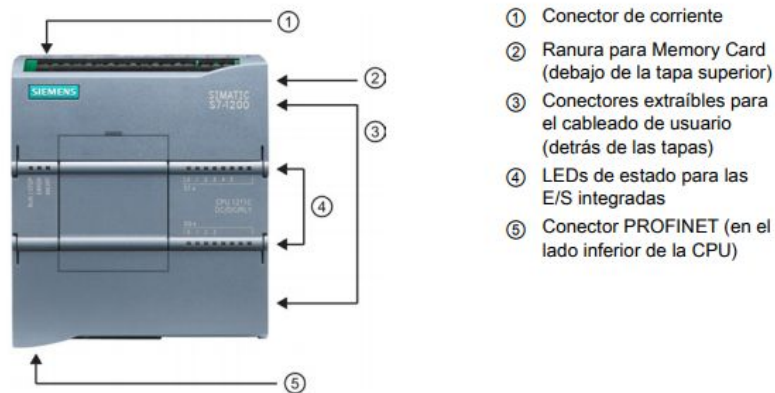 ① Conector de corriente
② Ranura para Memory Card
(debajo de la tapa superior)
③ Conectores extraíbles para
el cableado de usuario
(detrás de las tapas)
④ LEDs de estado para las
E/S integradas
⑤ Conector PROFINET (en el
lado inferior de la CPU)
①
②
③
④
⑤
SIEMENS
SIMATIC
S7-1200
CPU 1211C
DC/DC/RLY